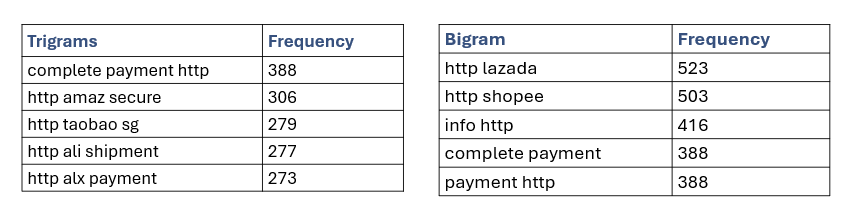 Trigrams Frequency
complete payment http 388
http amaz secure 306
http taobao sg 279
http ali shipment 277
http alx payment 273
Bigram Frequency
http lazada 523
http shopee 503
info http 416
complete payment 388
payment http 388